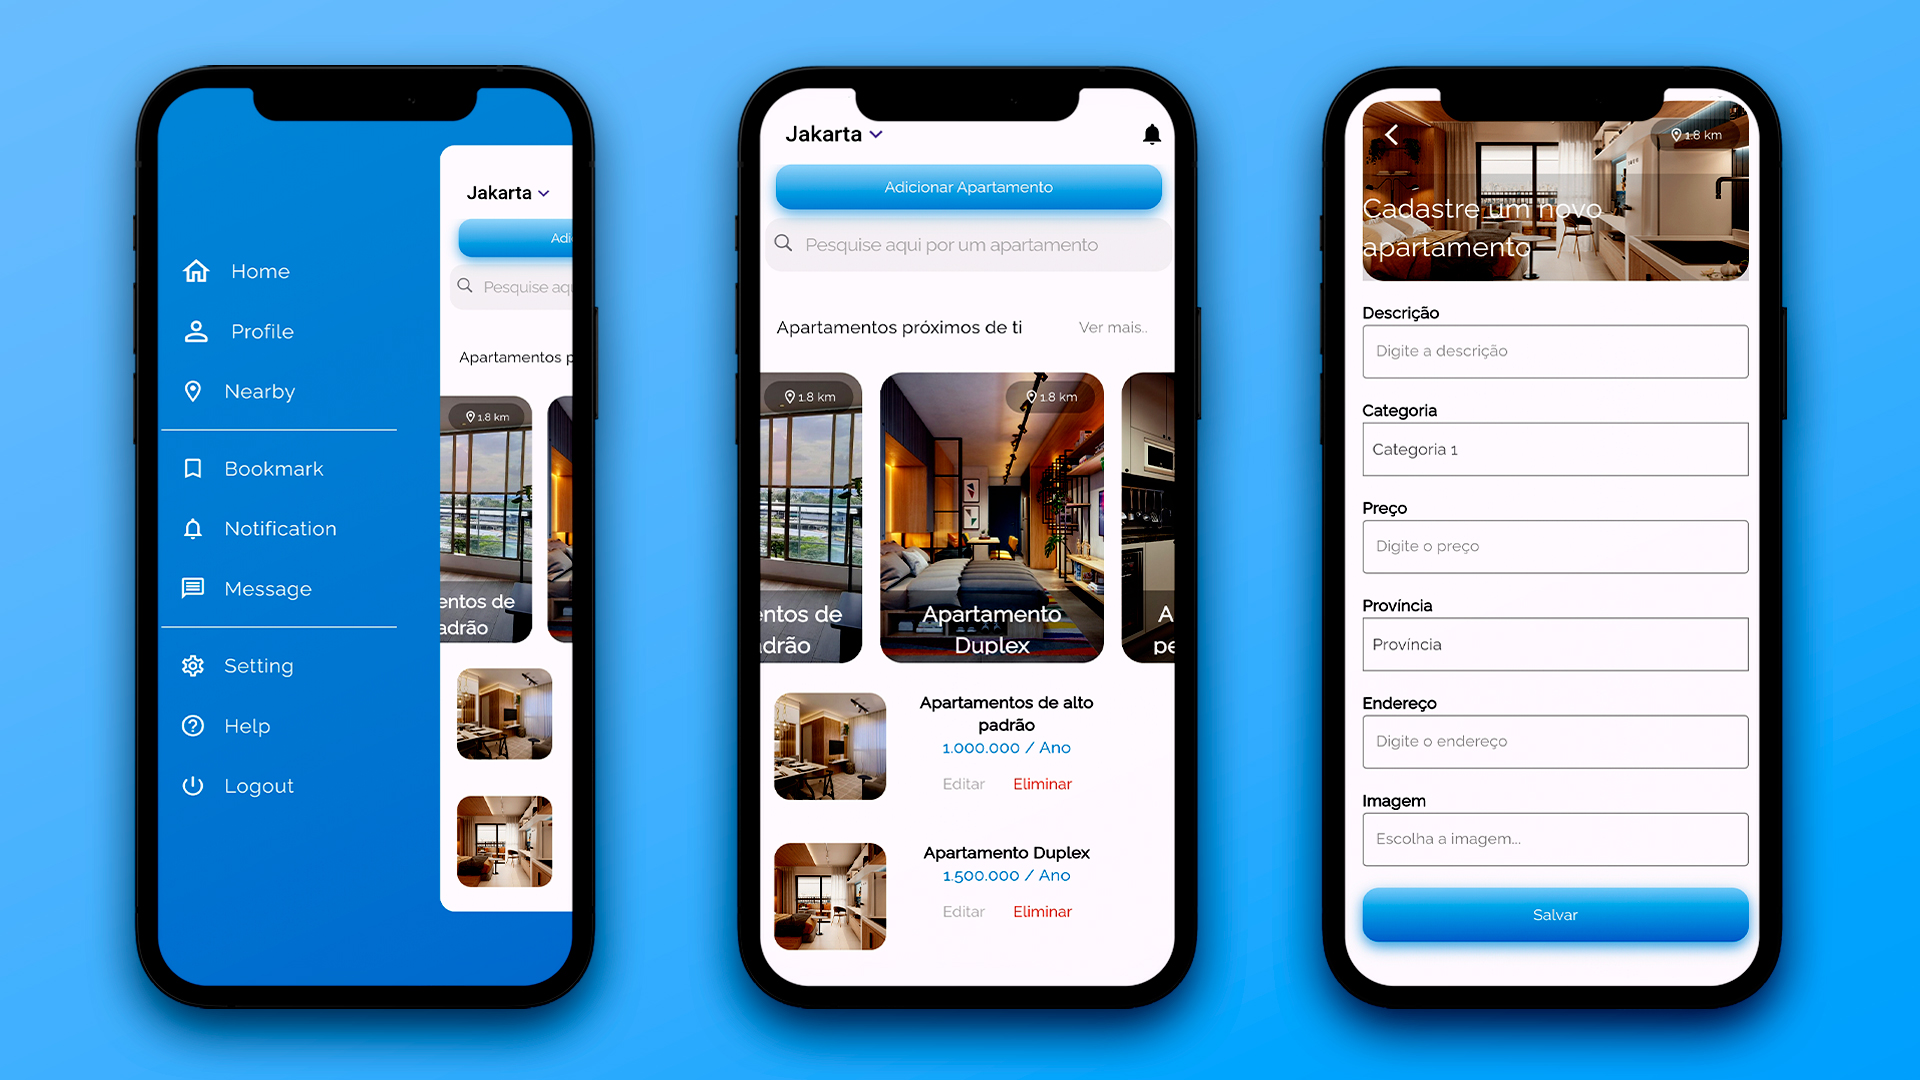 Home
Profile
Nearby
Bookmark
Notification
Message
Setting
Help
Logout
Jakarta
Adi
Pesquise aq
Apartamentos p
1.8 km
entos de
adrão
Jakarta
Adicionar Apartamento
Pesquise aqui por um apartamento
Apartamentos próximos de ti
Ver mais..
1.8 km
ntos de
drão
1.8 km
Apartamento
Duplex
A
pe
Apartamentos de alto
padrão
1.000.000 / Ano
Editar Eliminar
Apartamento Duplex
1.500.000 / Ano
Editar Eliminar
1.8 km
Cadastre um novo
apartamento
Descrição
Digite a descrição
Categoria
Categoria 1
Preço
Digite o preço
Província
Província
Endereço
Digite o endereço
Imagem
Escolha a imagem...
Salvar